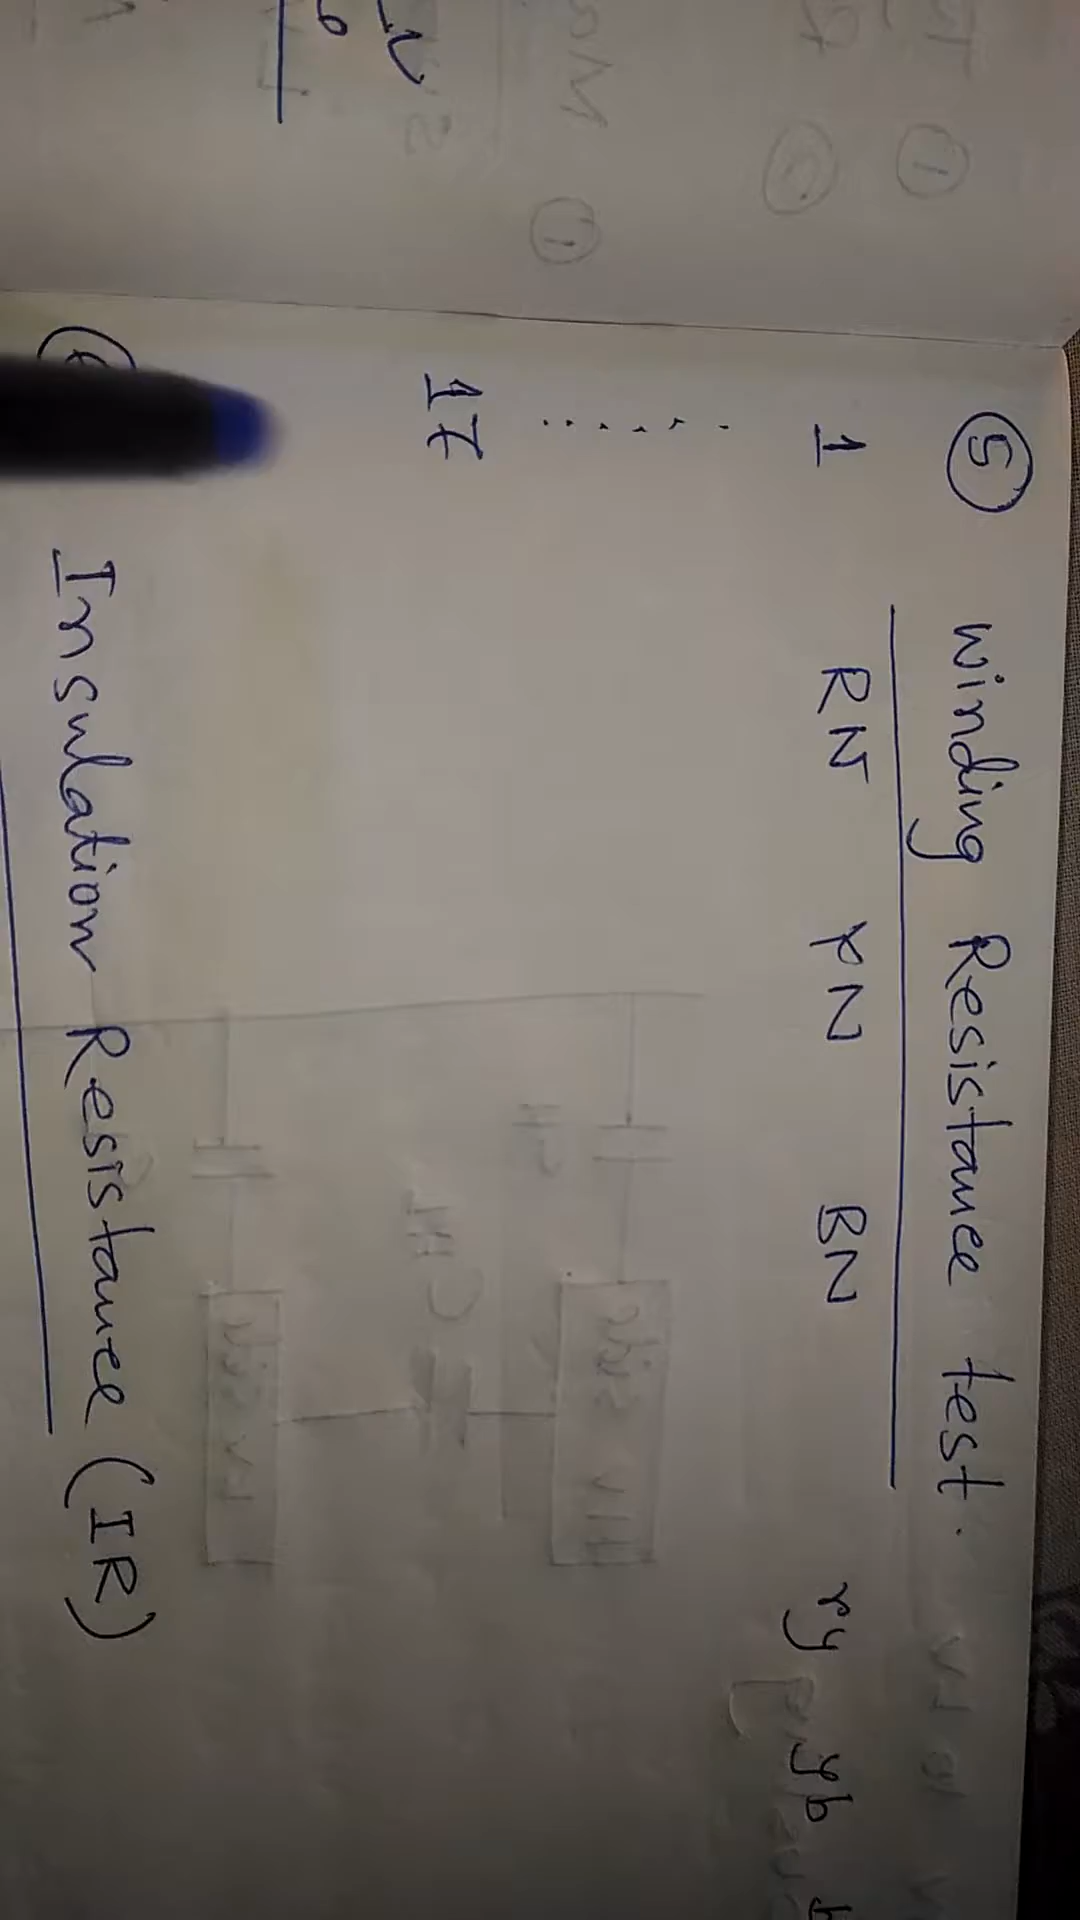 ⑤ Winding Resistance test.
1 RN YN BN ry yb
17
Insulation Resistance (IR)